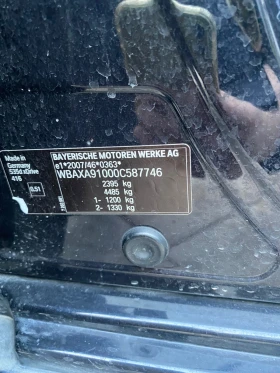 Made in
Germany
535d xDrive
416
0.51
BAYERISCHE MOTOREN WERKE AG
e1*2007/46*0363*
WBAXA91000C587746
2395 kg
4485 kg
1- 1200 kg
2- 1330 kg